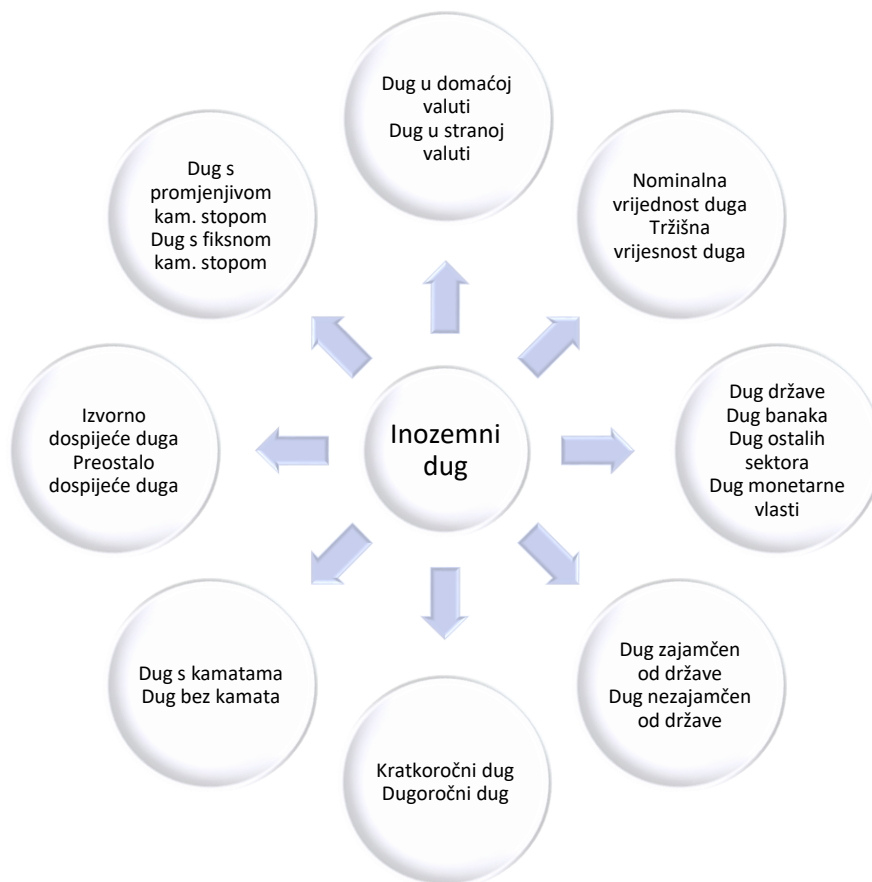 Dug u domaćoj
valuti
Dug u stranoj
valuti
Nominalna
vrijednost duga
Tržišna
vrijesnost duga
Dug države
Dug banaka
Dug ostalih
sektora
Dug monetarne
vlasti
Dug zajamčen
od države
Dug nezajamčen
od države
Kratkoročni dug
Dugoročni dug
Dug s kamatama
Dug bez kamata
Izvorno
dospijeće duga
Preostalo
dospijeće duga
Dug s
promjenjivom
kam. stopom
Dug s fiksnom
kam. stopom
Inozemni
dug